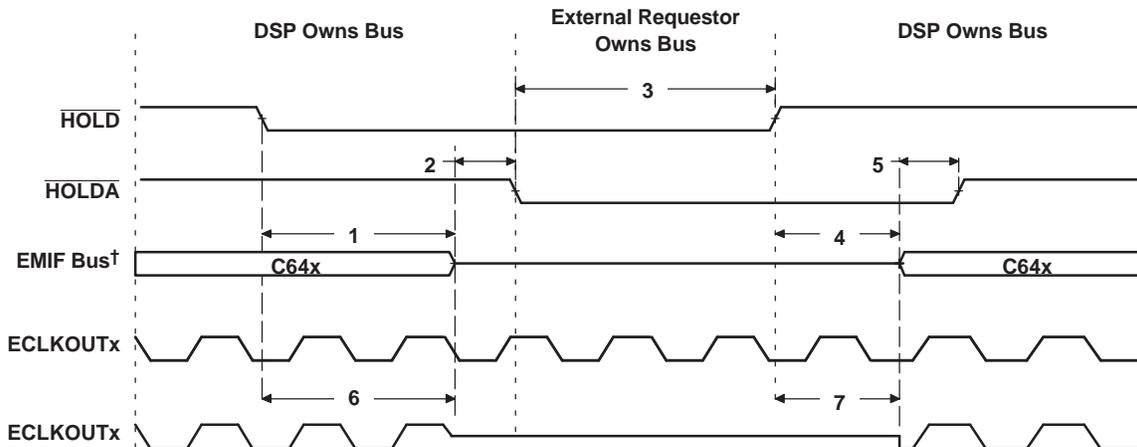 DSP Owns Bus
External Requestor
Owns Bus
DSP Owns Bus
3
HOLD
2
5
HOLDA
1
4
EMIF Bus†
C64x
C64x
ECLKOUTx
6
7
ECLKOUTx